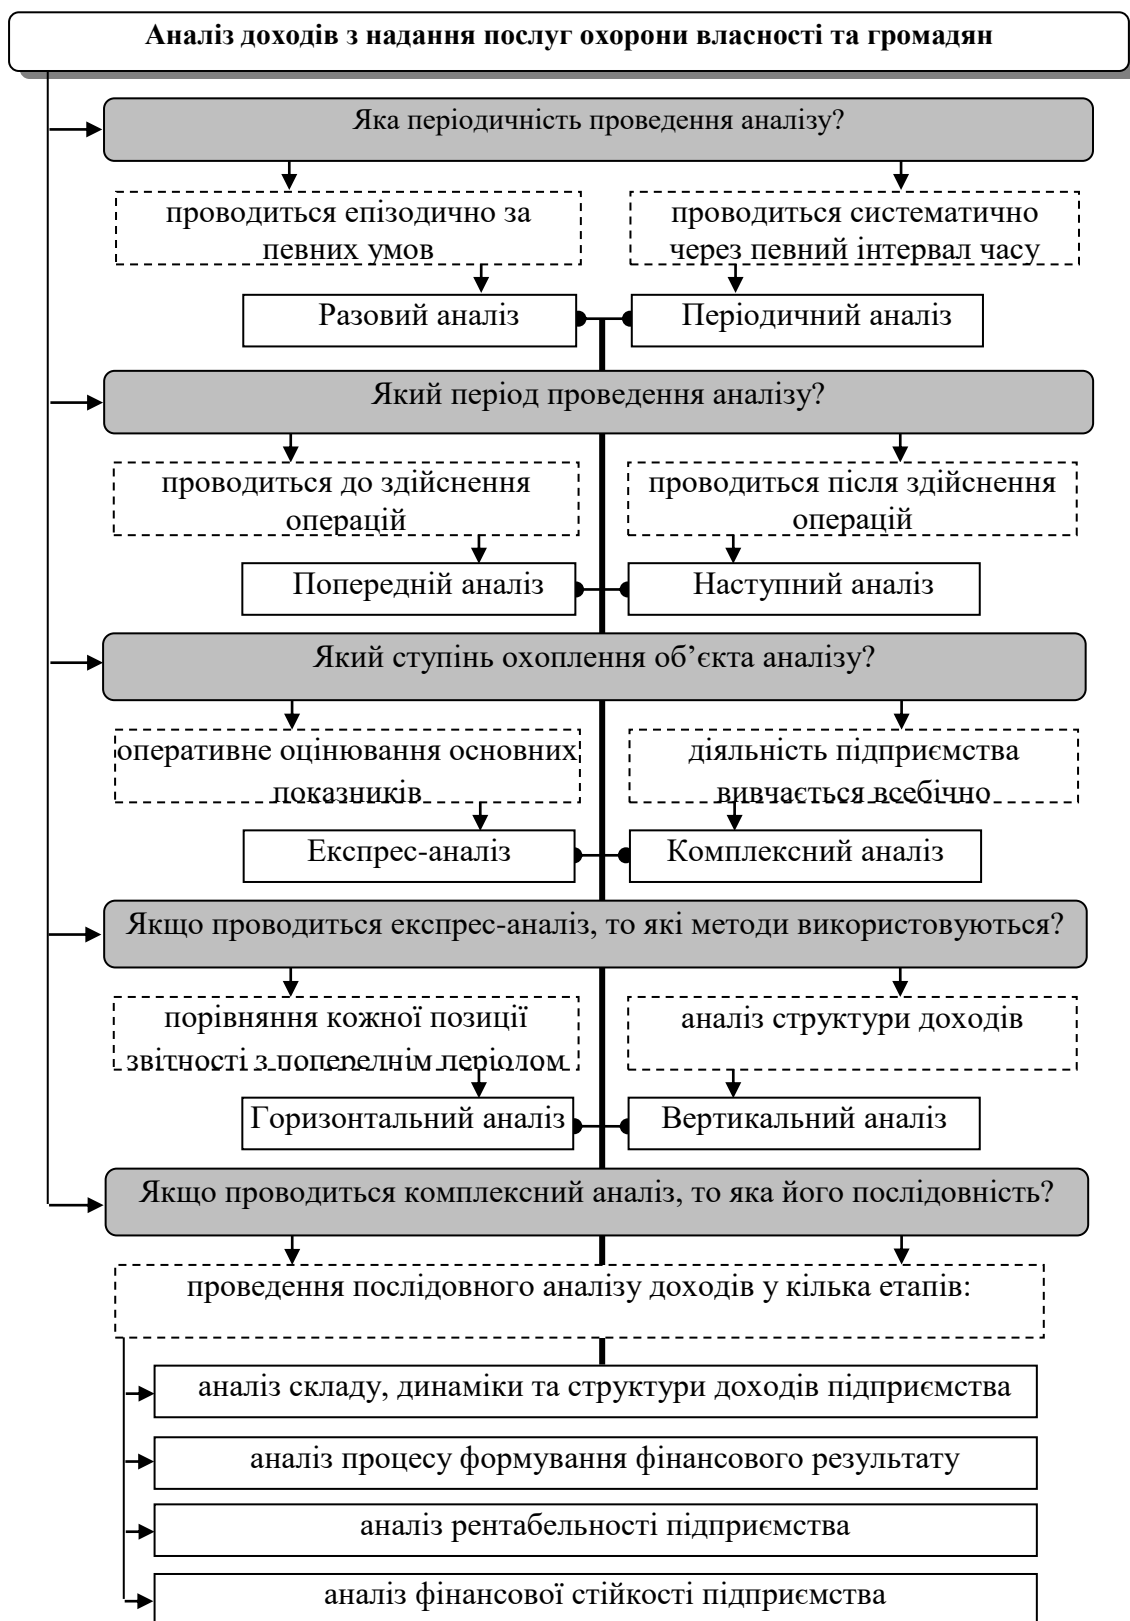 Аналіз доходів з надання послуг охорони власності та громадян
Яка періодичність проведення аналізу?
проводиться епізодично за
певних умов
проводиться систематично
через певний інтервал часу
Разовий аналіз
Періодичний аналіз
Який період проведення аналізу?
проводиться до здійснення
операцій
проводиться після здійснення
операцій
Попередній аналіз
Наступний аналіз
Який ступінь охоплення об’єкта аналізу?
оперативне оцінювання основних
показників
діяльність підприємства
вивчається всебічно
Експрес-аналіз
Комплексний аналіз
Якщо проводиться експрес-аналіз, то які методи використовуються?
порівняння кожної позиції
звітності з попереднім періодом
аналіз структури доходів
Горизонтальний аналіз
Вертикальний аналіз
Якщо проводиться комплексний аналіз, то яка його послідовність?
проведення послідовного аналізу доходів у кілька етапів:
аналіз складу, динаміки та структури доходів підприємства
аналіз процесу формування фінансового результату
аналіз рентабельності підприємства
аналіз фінансової стійкості підприємства